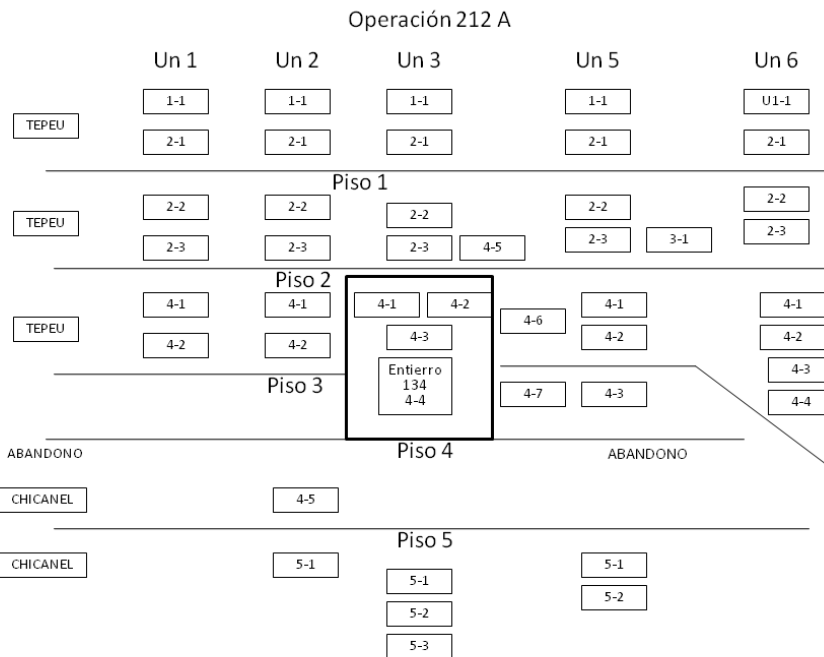 Operación 212 A
Un 1 Un 2 Un 3 Un 5 Un 6
1-1 1-1 1-1 1-1 U1-1
TEPEU
2-1 2-1 2-1 2-1 2-1
Piso 1
2-2 2-2 2-2 2-2 2-2
TEPEU
2-3 2-3 2-3 4-5 2-3 3-1 2-3
Piso 2
4-1 4-1 4-1 4-2 4-6 4-1 4-1
TEPEU
4-2 4-2 4-3 4-2 4-2
Piso 3
Entierro
134
4-4
4-7 4-3 4-3
4-4
Piso 4
ABANDONO ABANDONO
CHICANEL 4-5
Piso 5
CHICANEL 5-1 5-1 5-1
5-2 5-2
5-3